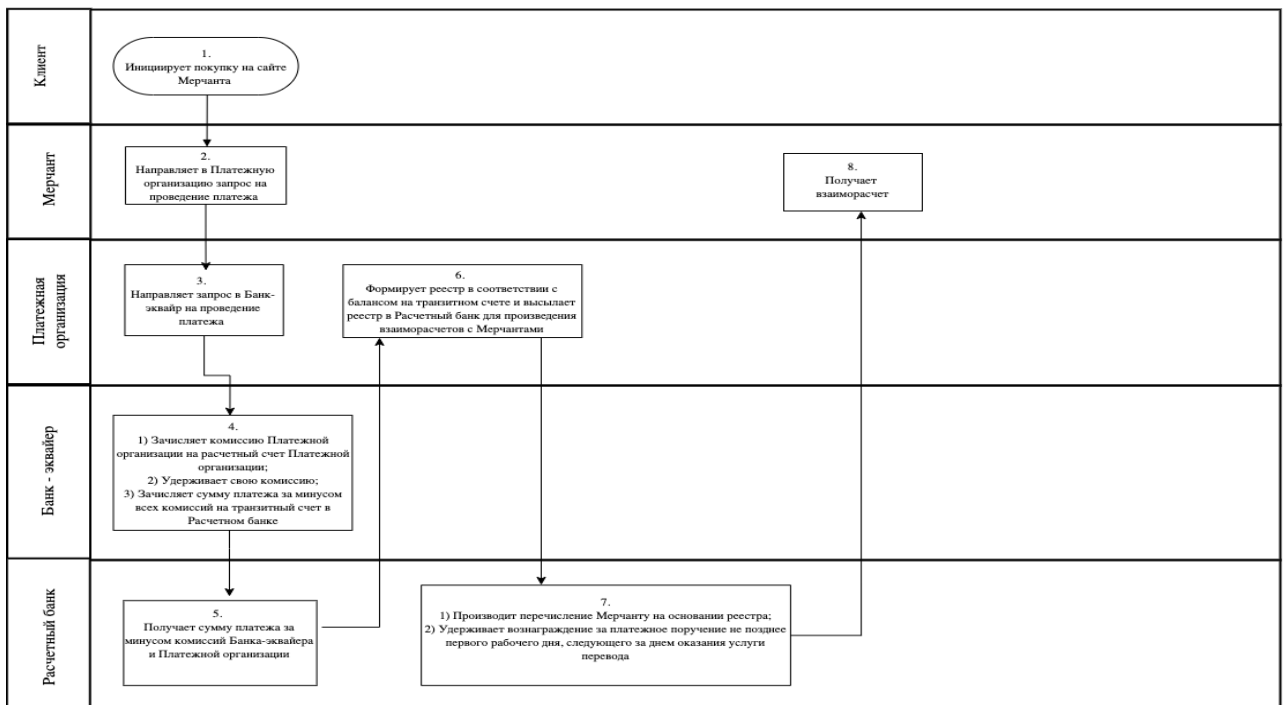 Клиент
1.
Инициирует покупку на сайте
Мерчанта
Мерчант
2.
Направляет в Платежную
организацию запрос на
проведение платежа
8.
Получает
взаиморасчет
Платежная
организация
3.
Направляет запрос в Банк-
эквайр на проведение
платежа
6.
Формирует реестр в соответствии с
балансом на транзитном счете и высылает
реестр в Расчетный банк для произведения
взаиморасчетов с Мерчантами
Банк - эквайер
4.
1) Зачисляет комиссию Платежной
организации на расчетный счет Платежной
организации;
2) Удерживает свою комиссию;
3) Зачисляет сумму платежа за минусом
всех комиссий на транзитный счет в
Расчетном банке
Расчетный банк
5.
Получает сумму платежа за
минусом комиссий Банка-эквайера
и Платежной организации
7.
1) Производит перечисление Мерчанту на основании реестра;
2) Удерживает вознаграждение за платежное поручение не позднее
первого рабочего дня, следующего за днем оказания услуги
перевода